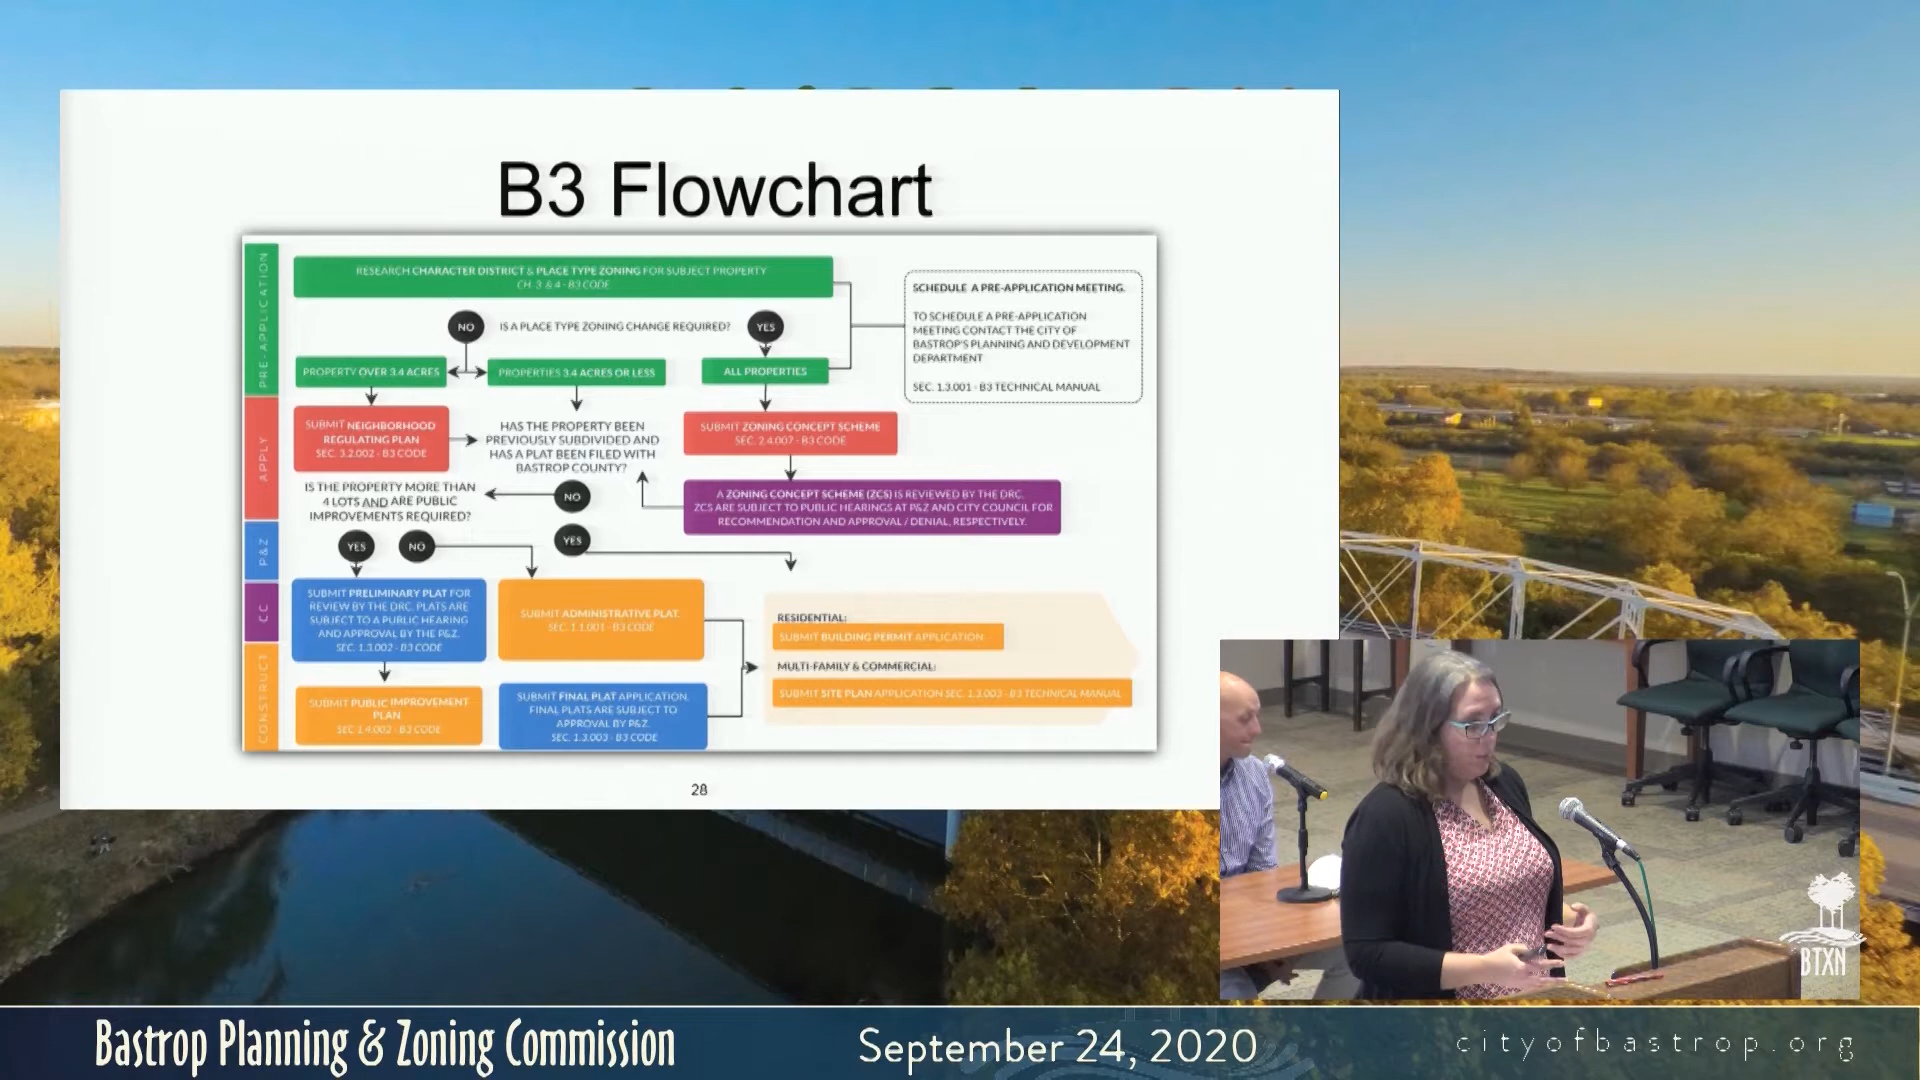 B3 Flowchart
PRE-APPLICATION
RESEARCH CHARACTER DISTRICT & PLACE TYPE ZONING FOR SUBJECT PROPERTY
CH. 3 & 4 - B3 CODE
NO
IS A PLACE TYPE ZONING CHANGE REQUIRED?
YES
SCHEDULE A PRE-APPLICATION MEETING.
TO SCHEDULE A PRE-APPLICATION
MEETING CONTACT THE CITY OF
BASTROP'S PLANNING AND DEVELOPMENT
DEPARTMENT
SEC. 1.3.001 - B3 TECHNICAL MANUAL
PROPERTY OVER 3.4 ACRES
PROPERTIES 3.4 ACRES OR LESS
ALL PROPERTIES
APPLY
SUBMIT NEIGHBORHOOD
REGULATING PLAN
SEC. 3.2.002 - B3 CODE
HAS THE PROPERTY BEEN
PREVIOUSLY SUBDIVIDED AND
HAS A PLAT BEEN FILED WITH
BASTROP COUNTY?
SUBMIT ZONING CONCEPT SCHEME
SEC. 2.4.007 - B3 CODE
IS THE PROPERTY MORE THAN
4 LOTS AND ARE PUBLIC
IMPROVEMENTS REQUIRED?
NO
A ZONING CONCEPT SCHEME (ZCS) IS REVIEWED BY THE DRC.
ZCS ARE SUBJECT TO PUBLIC HEARINGS AT P&Z AND CITY COUNCIL FOR
RECOMMENDATION AND APPROVAL / DENIAL, RESPECTIVELY.
P&Z
YES
NO
YES
CC
SUBMIT PRELIMINARY PLAT FOR
REVIEW BY THE DRC. PLATS ARE
SUBJECT TO A PUBLIC HEARING
AND APPROVAL BY THE P&Z.
SEC. 1.3.002 - B3 CODE
SUBMIT ADMINISTRATIVE PLAT.
SEC. 1.1.001 - B3 CODE
RESIDENTIAL:
SUBMIT BUILDING PERMIT APPLICATION
MULTI-FAMILY & COMMERCIAL:
SUBMIT SITE PLAN APPLICATION SEC. 1.3.003 - B3 TECHNICAL MANUAL
CONSTRUCT
SUBMIT PUBLIC IMPROVEMENT
PLAN
SEC 1.4.002 - B3 CODE
SUBMIT FINAL PLAT APPLICATION.
FINAL PLATS ARE SUBJECT TO
APPROVAL BY P&Z.
SEC. 1.3.003 - B3 CODE
28
BTXN
Bastrop Planning & Zoning Commission
September 24, 2020
cityofbastrop.org